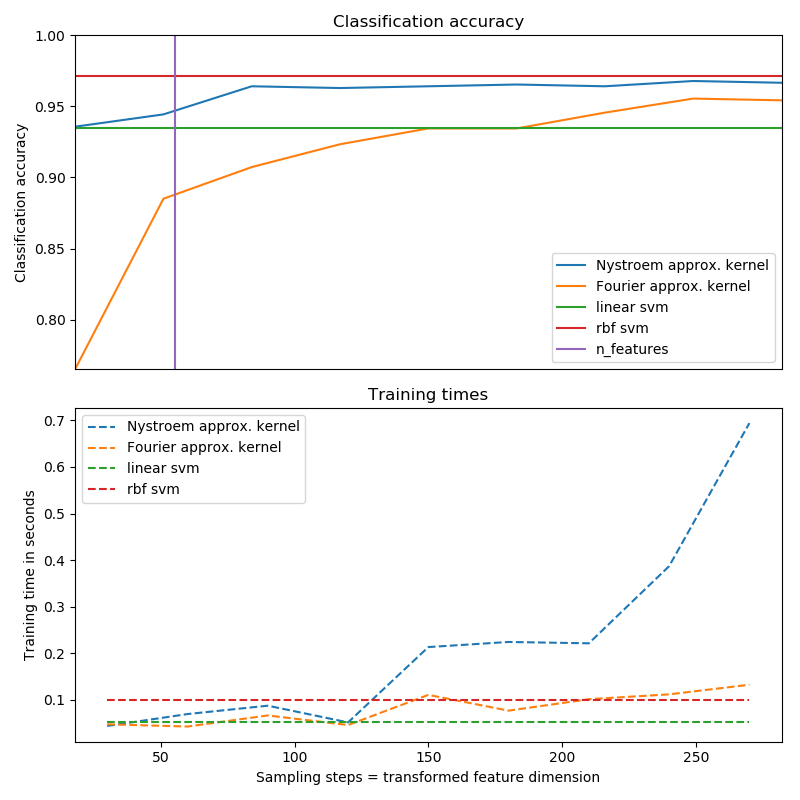 Classification accuracy
Classification accuracy
1.00
0.95
0.90
0.85
0.80
Nystroem approx. kernel
Fourier approx. kernel
linear svm
rbf svm
n_features
Training times
Training time in seconds
0.7
0.6
0.5
0.4
0.3
0.2
0.1
Nystroem approx. kernel
Fourier approx. kernel
linear svm
rbf svm
50
100
150
200
250
Sampling steps = transformed feature dimension